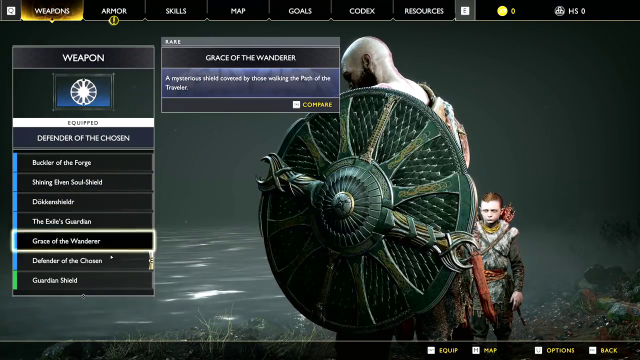 Q WEAPONS ARMOR SKILLS MAP GOALS CODEX RESOURCES E 0 HS 0
WEAPON
EQUIPPED
DEFENDER OF THE CHOSEN
Buckler of the Forge
Shining Elven Soul-Shield
Dökkenshieldr
The Exile's Guardian
Grace of the Wanderer
Defender of the Chosen
Guardian Shield
RARE
GRACE OF THE WANDERER
A mysterious shield coveted by those walking the Path of the
Traveler.
COMPARE
EQUIP MAP OPTIONS BACK